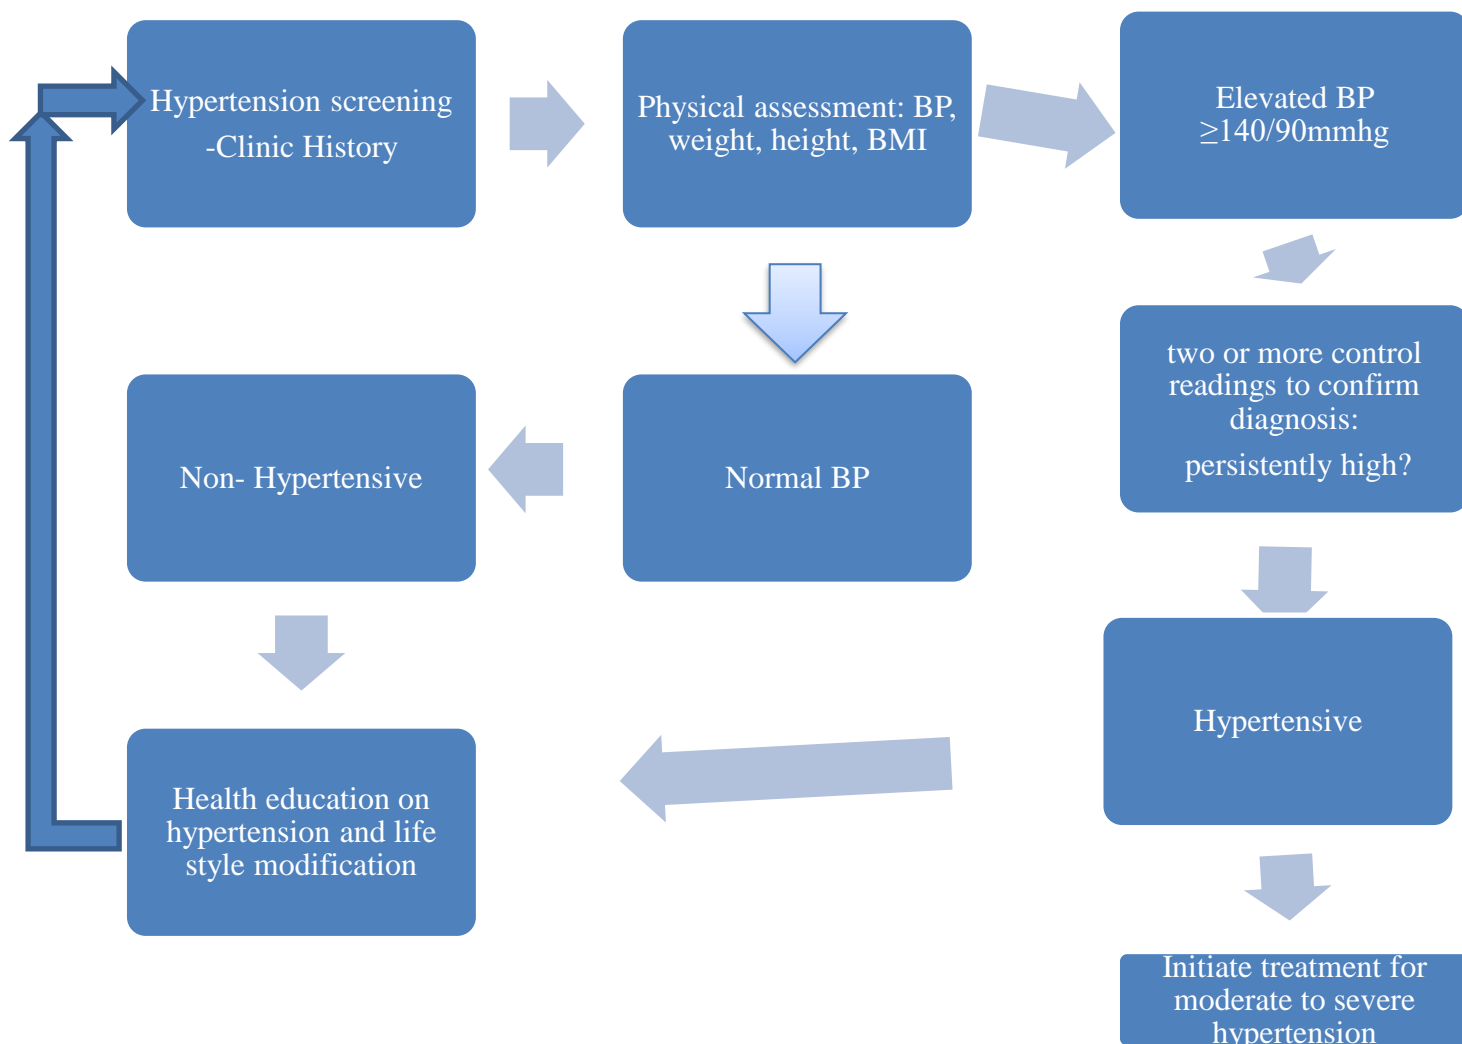 Hypertension screening
-Clinic History
Physical assessment: BP,
weight, height, BMI
Elevated BP
≥140/90mmhg
two or more control
readings to confirm
diagnosis:
persistently high?
Non- Hypertensive
Normal BP
Hypertensive
Health education on
hypertension and life
style modification
Initiate treatment for
moderate to severe
hypertension